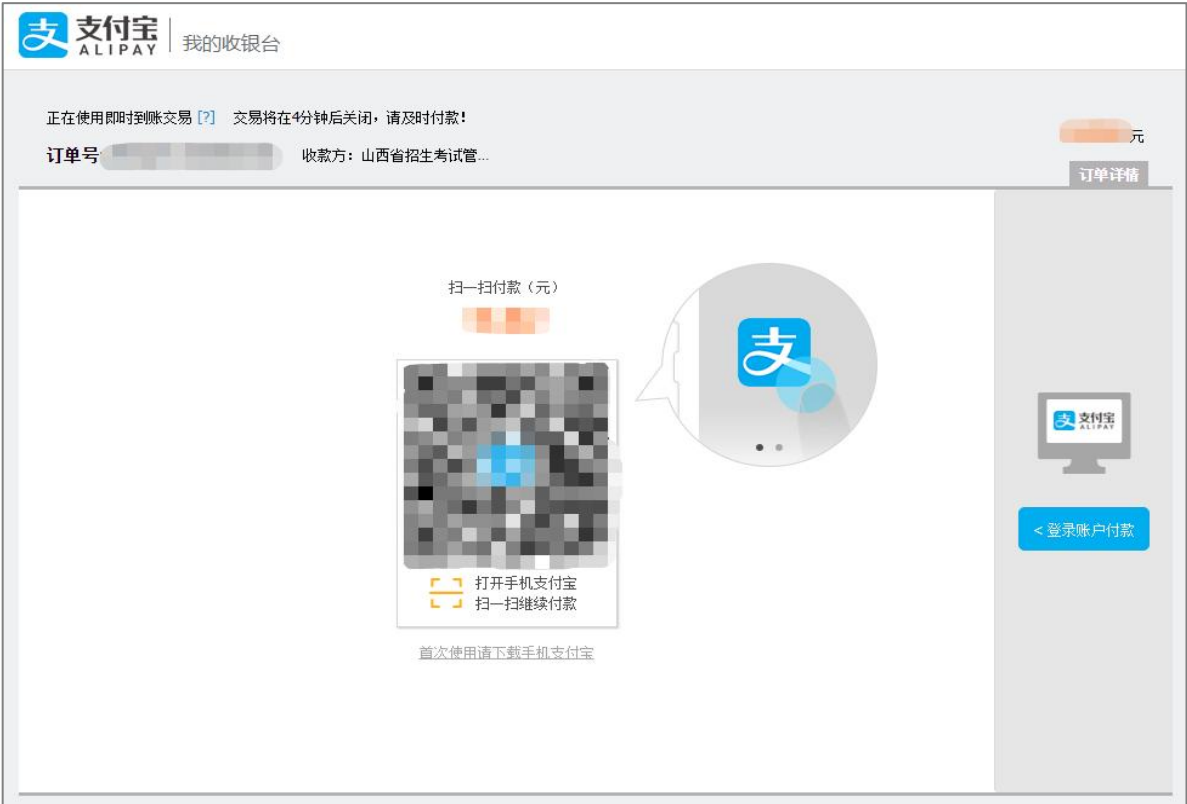 支付宝
ALIPAY
我的收银台
正在使用即时到账交易 [?] 交易将在4分钟后关闭，请及时付款！
订单号
收款方：山西省招生考试管...
元
订单详情
扫一扫付款（元）
支
支付宝
ALIPAY
<登录账户付款
打开手机支付宝
扫一扫继续付款
首次使用请下载手机支付宝